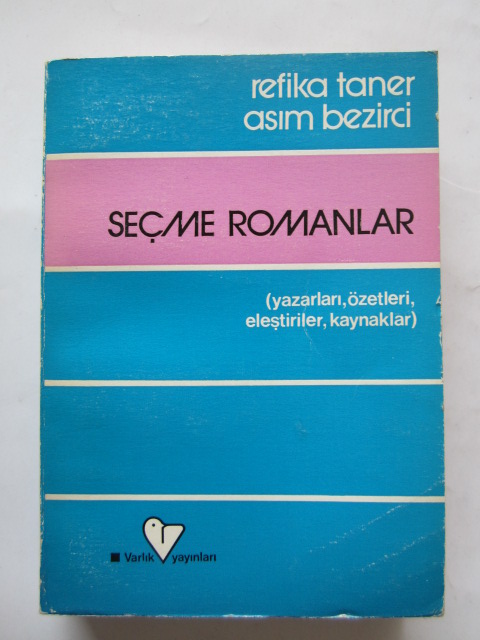 refika taner
asım bezirci
SEÇME ROMANLAR
(yazarları, özetleri,
eleştiriler, kaynaklar)
Varlık yayınları